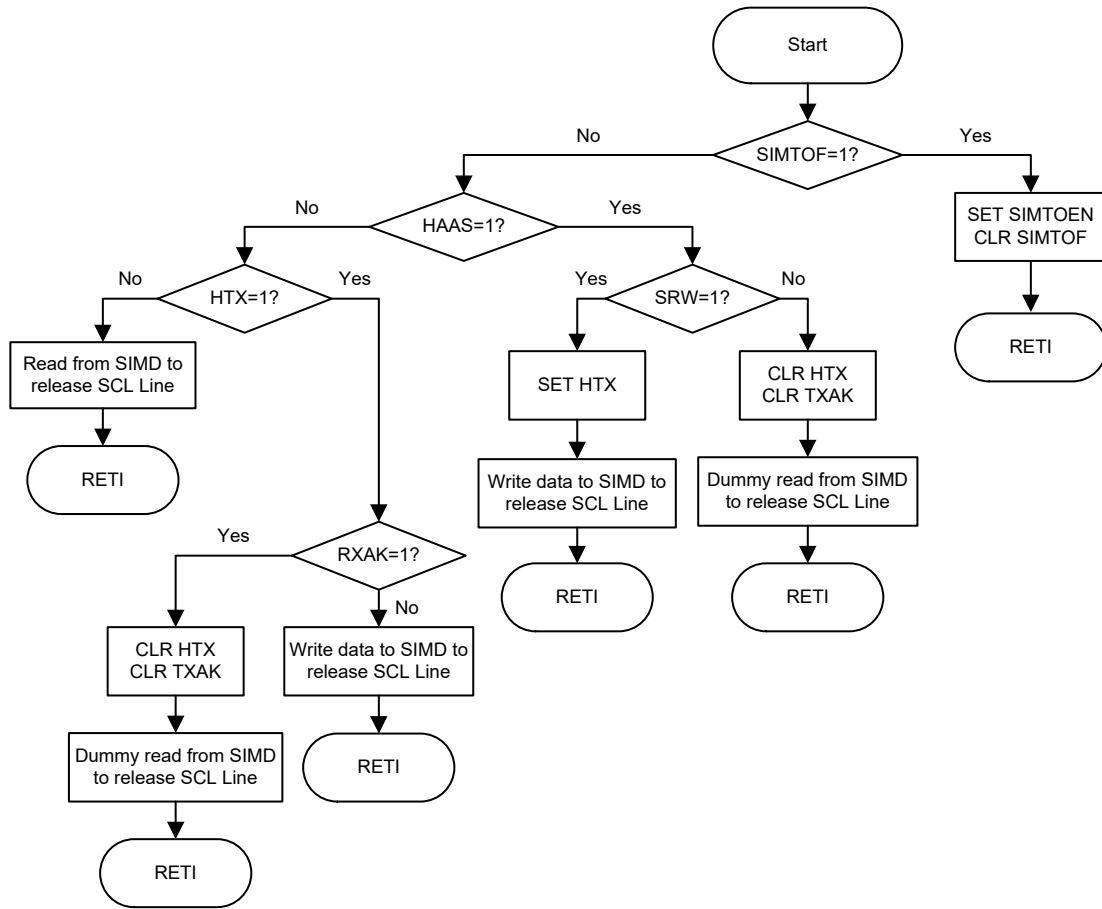 Start
No
SIMTOF=1?
Yes
No
HAAS=1?
Yes
SET SIMTOEN
CLR SIMTOF
No
HTX=1?
Yes
Yes
SRW=1?
No
RETI
Read from SIMD to
release SCL Line
SET HTX
CLR HTX
CLR TXAK
RETI
Write data to SIMD to
release SCL Line
Dummy read from SIMD
to release SCL Line
Yes
RXAK=1?
No
RETI
RETI
CLR HTX
CLR TXAK
Write data to SIMD to
release SCL Line
Dummy read from SIMD
to release SCL Line
RETI
RETI